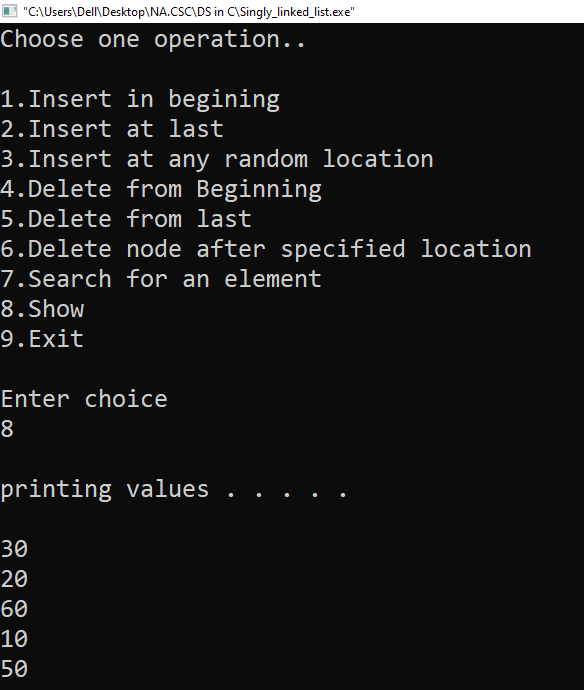 "C:\Users\Dell\Desktop\NA.CSC\DS in C\Singly_linked_list.exe"
Choose one operation..
1.Insert in begining
2.Insert at last
3.Insert at any random location
4.Delete from Beginning
5.Delete from last
6.Delete node after specified location
7.Search for an element
8.Show
9.Exit
Enter choice
8
printing values . . . . .
30
20
60
10
50